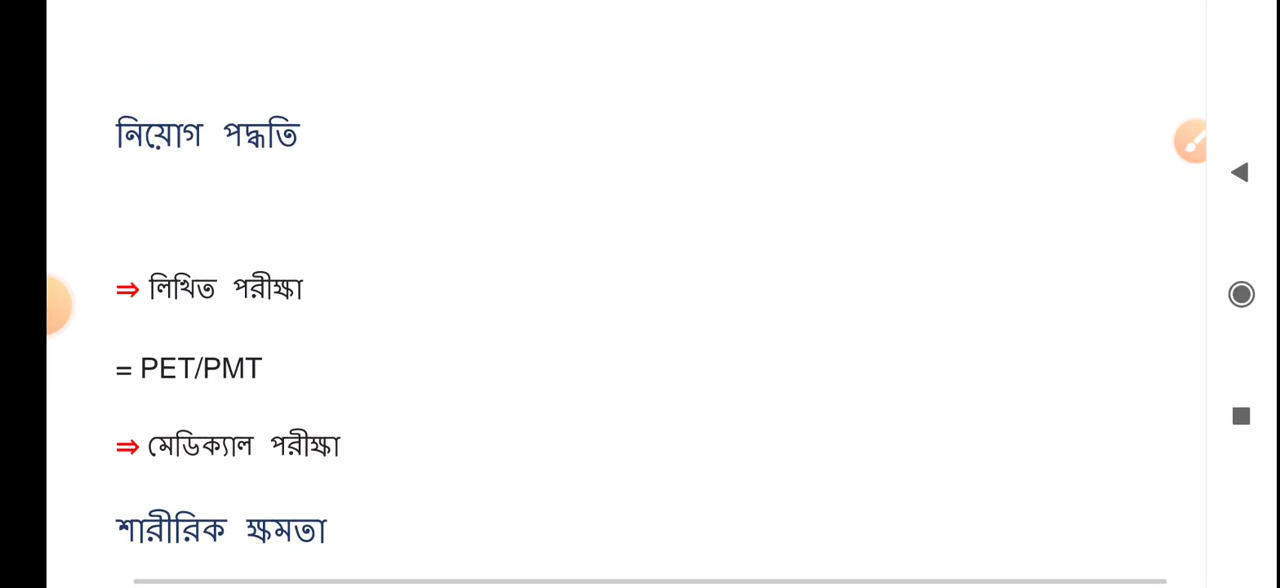 নিয়োগ পদ্ধতি
⇒ লিখিত পরীক্ষা
= PET/PMT
⇒ মেডিক্যাল পরীক্ষা
শারীরিক ক্ষমতা